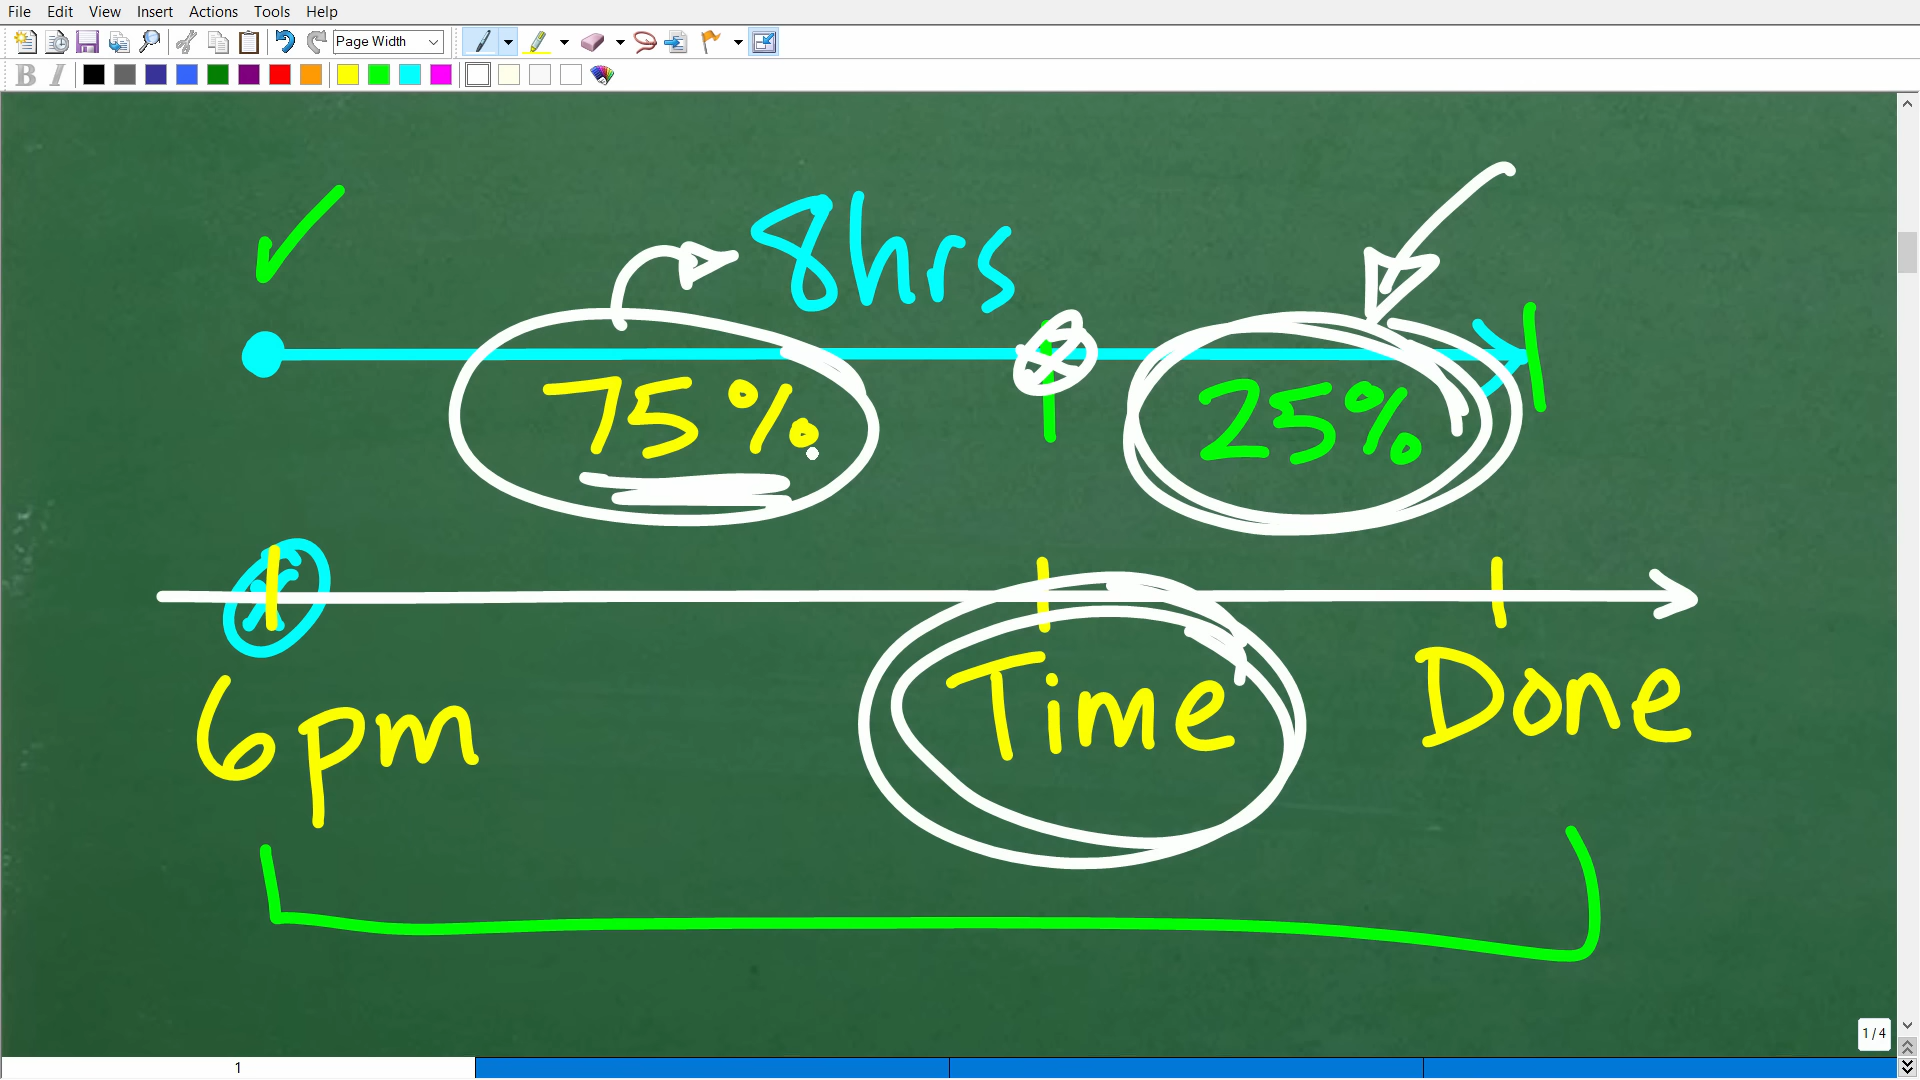 File Edit View Insert Actions Tools Help
Page Width
B I
8hrs
75% 25%
6pm Time Done
1 / 4
1